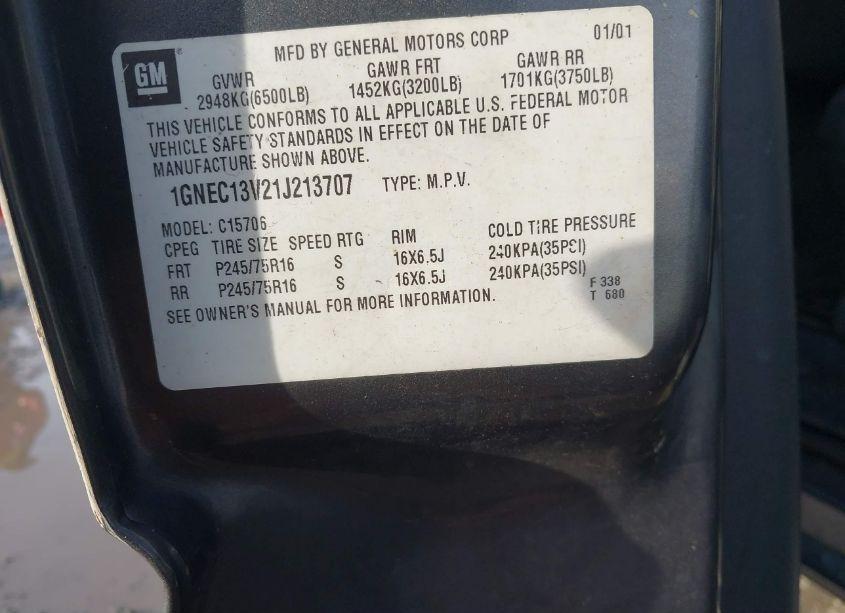 GM
MFD BY GENERAL MOTORS CORP 01/01
GVWR GAWR FRT GAWR RR
2948KG(6500LB) 1452KG(3200LB) 1701KG(3750LB)
THIS VEHICLE CONFORMS TO ALL APPLICABLE U.S. FEDERAL MOTOR
VEHICLE SAFETY STANDARDS IN EFFECT ON THE DATE OF
MANUFACTURE SHOWN ABOVE.
1GNEC13V21J213707 TYPE: M.P.V.
MODEL: C15706
CPEG TIRE SIZE SPEED RTG RIM COLD TIRE PRESSURE
FRT P245/75R16 S 16X6.5J 240KPA(35PSI)
RR P245/75R16 S 16X6.5J 240KPA(35PSI)
SEE OWNER'S MANUAL FOR MORE INFORMATION.
F 338
T 680